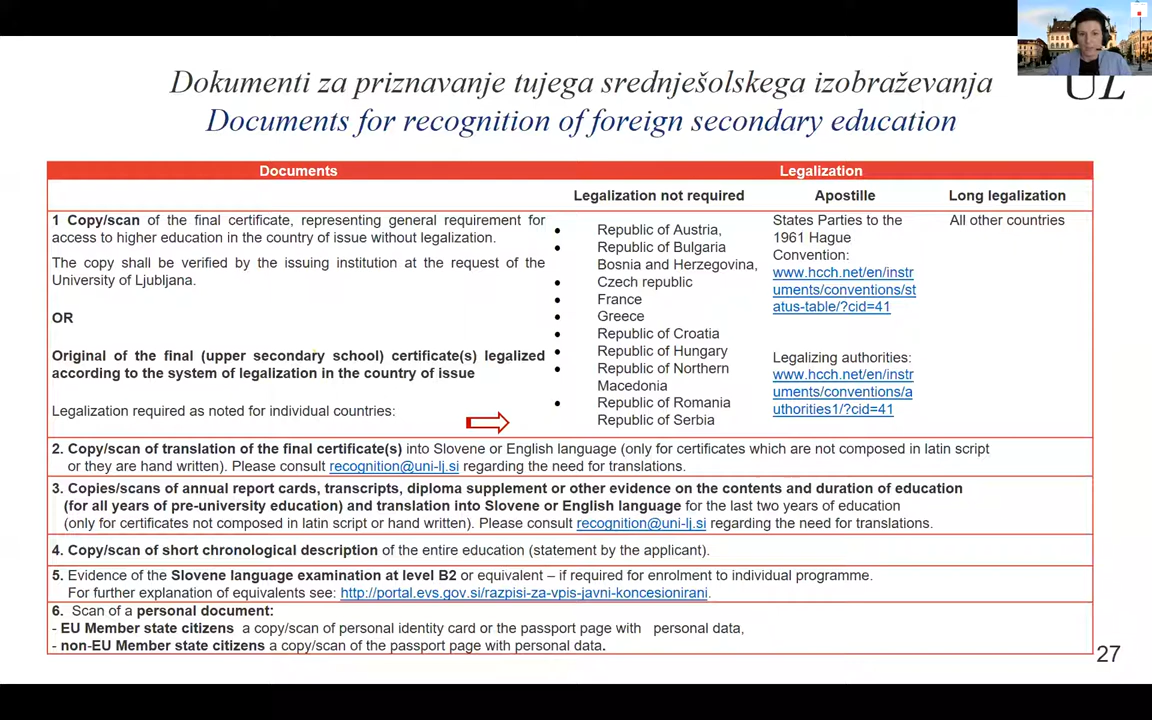 Dokumenti za priznavanje tujega srednješolskega izobraževanja
Documents for recognition of foreign secondary education
UL
Documents
Legalization
Legalization not required
Apostille
Long legalization
1 Copy/scan of the final certificate, representing general requirement for
access to higher education in the country of issue without legalization.
The copy shall be verified by the issuing institution at the request of the
University of Ljubljana.
OR
Original of the final (upper secondary school) certificate(s) legalized
according to the system of legalization in the country of issue
Legalization required as noted for individual countries:
Republic of Austria,
Republic of Bulgaria
Bosnia and Herzegovina,
Czech republic
France
Greece
Republic of Croatia
Republic of Hungary
Republic of Northern
Macedonia
Republic of Romania
Republic of Serbia
States Parties to the
1961 Hague
Convention:
www.hcch.net/en/instr
uments/conventions/st
atus-table/?cid=41
Legalizing authorities:
www.hcch.net/en/instr
uments/conventions/a
uthorities1/?cid=41
All other countries
2. Copy/scan of translation of the final certificate(s) into Slovene or English language (only for certificates which are not composed in latin script
or they are hand written). Please consult recognition@uni-lj.si regarding the need for translations.
3. Copies/scans of annual report cards, transcripts, diploma supplement or other evidence on the contents and duration of education
(for all years of pre-university education) and translation into Slovene or English language for the last two years of education
(only for certificates not composed in latin script or hand written). Please consult recognition@uni-lj.si regarding the need for translations.
4. Copy/scan of short chronological description of the entire education (statement by the applicant).
5. Evidence of the Slovene language examination at level B2 or equivalent – if required for enrolment to individual programme.
For further explanation of equivalents see: http://portal.evs.gov.si/razpisi-za-vpis-javni-koncesionirani.
6. Scan of a personal document:
- EU Member state citizens a copy/scan of personal identity card or the passport page with personal data,
- non-EU Member state citizens a copy/scan of the passport page with personal data.
27